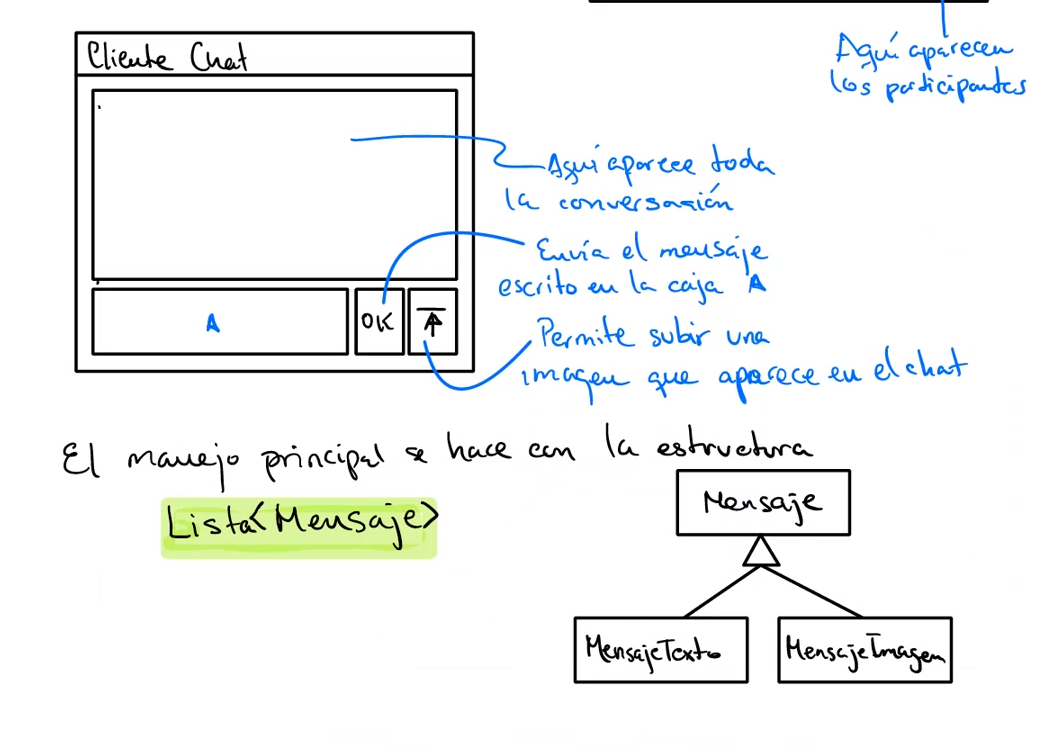 Aquí aparecen
los participantes
Cliente Chat
Aquí aparece toda
la conversasión
Envía el mensaje
escrito en la caja A
A
OK
Permite subir una
imagen que aparece en el chat
El manejo principal se hace con la estructura
Lista<Mensaje>
Mensaje
MensajeTexto
MensajeImagen